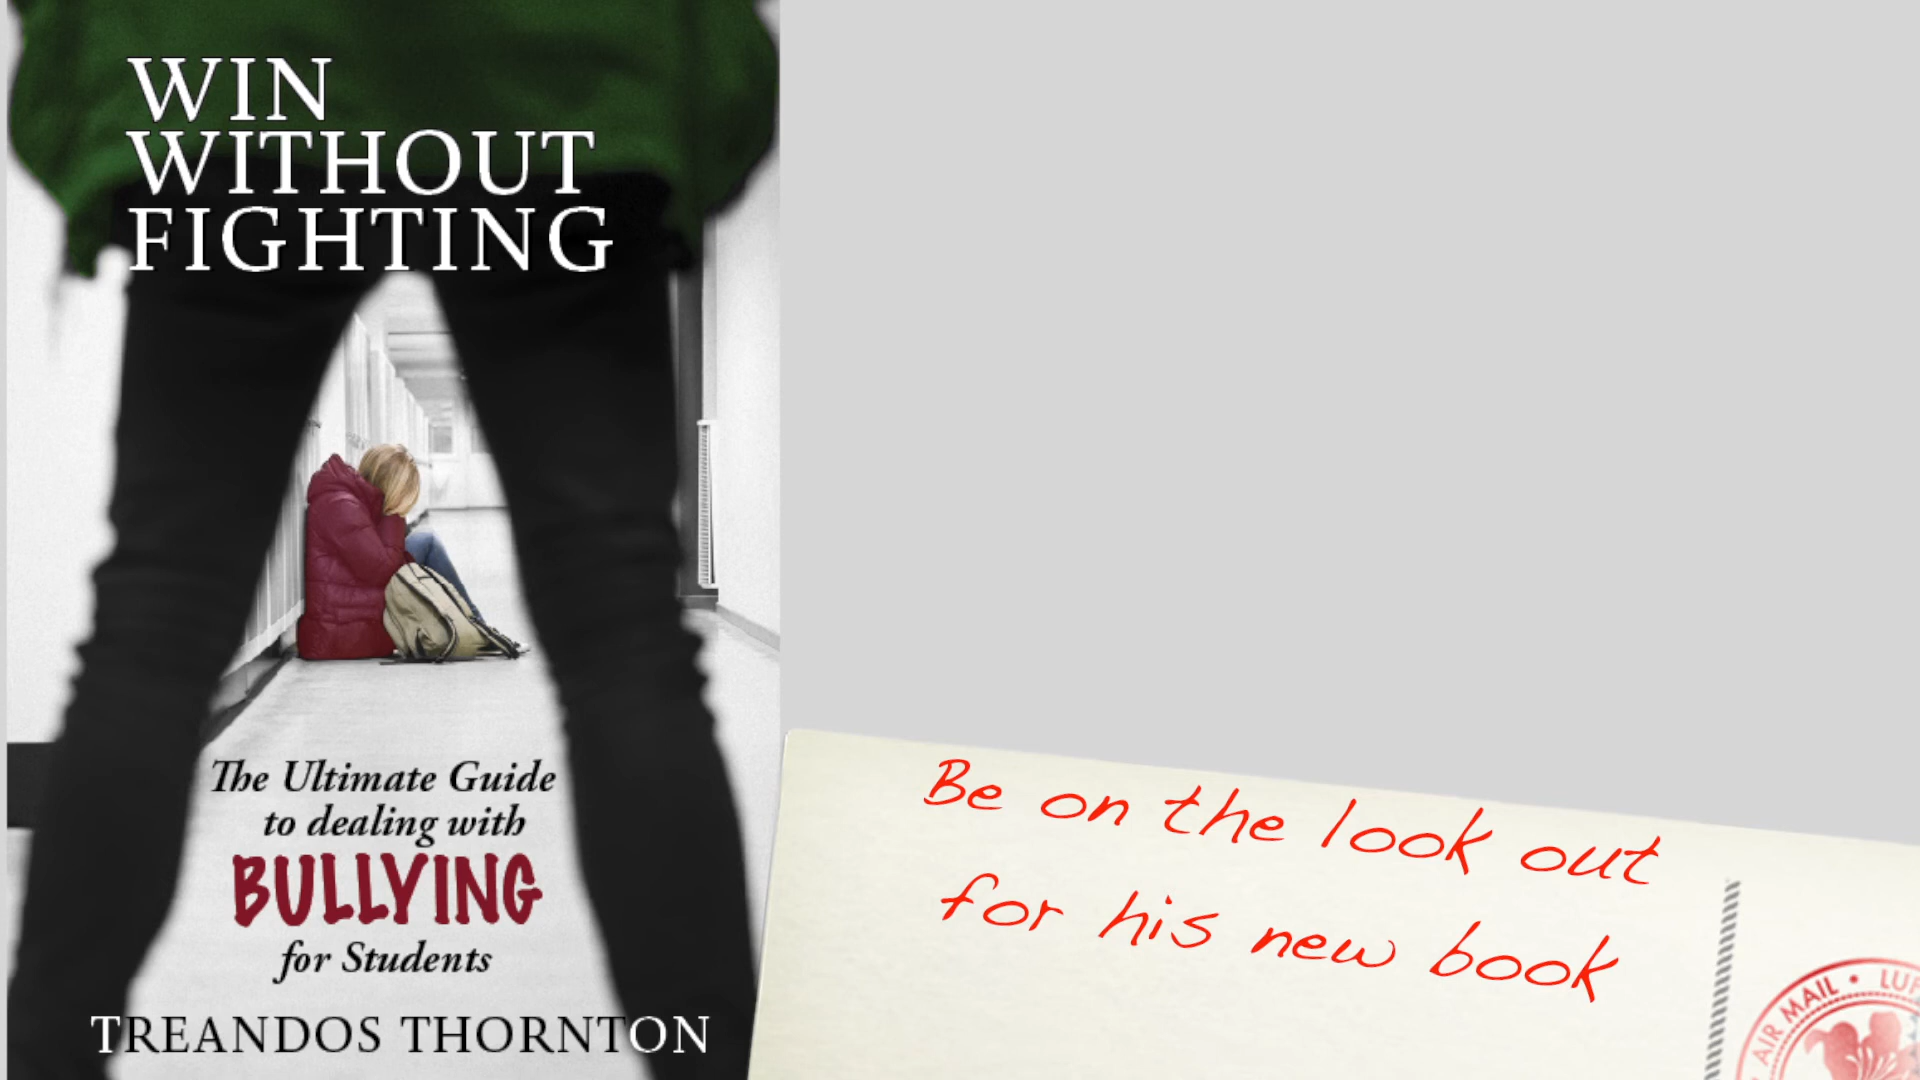 WIN
WITHOUT
FIGHTING
The Ultimate Guide
to dealing with
BULLYING
for Students
TREANDOS THORNTON
Be on the look out
for his new book
AIR MAIL •